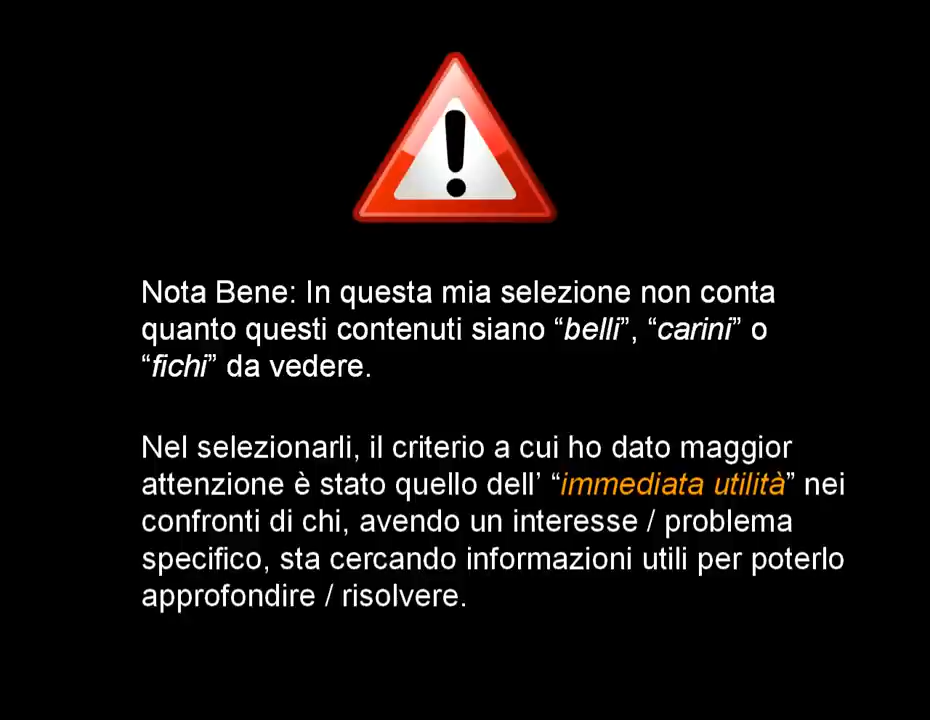 Nota Bene: In questa mia selezione non conta
quanto questi contenuti siano “belli”, “carini” o
“fichi” da vedere.
Nel selezionarli, il criterio a cui ho dato maggior
attenzione è stato quello dell’ “immediata utilità” nei
confronti di chi, avendo un interesse / problema
specifico, sta cercando informazioni utili per poterlo
approfondire / risolvere.